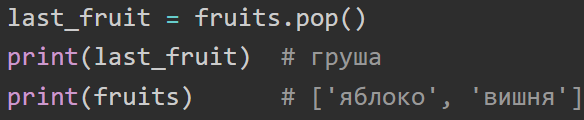 last_fruit = fruits.pop()
print(last_fruit)  # груша
print(fruits)      # ['яблоко', 'вишня']